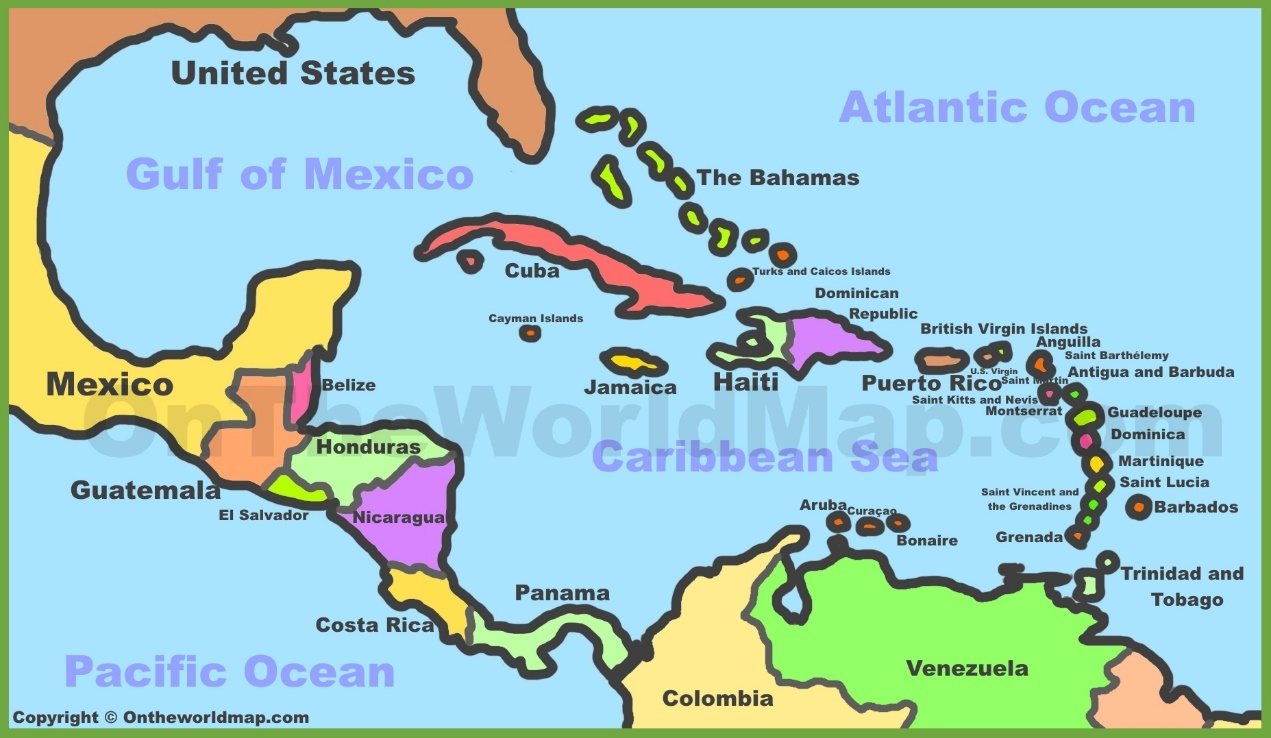 United States
Atlantic Ocean
Gulf of Mexico
The Bahamas
Cuba
Turks and Caicos Islands
Dominican
Republic
Cayman Islands
British Virgin Islands
Anguilla
Saint Barthélemy
Mexico
Belize
Jamaica
Haiti
Puerto Rico
U.S. Virgin
Saint Martin
Antigua and Barbuda
Saint Kitts and Nevis
Montserrat
Guadeloupe
OnTheWorldMap.com
Honduras
Caribbean Sea
Dominica
Martinique
Guatemala
Saint Lucia
El Salvador
Nicaragua
Saint Vincent and
the Grenadines
Aruba
Curaçao
Bonaire
Barbados
Grenada
Trinidad and
Tobago
Panama
Costa Rica
Pacific Ocean
Venezuela
Colombia
Copyright © Ontheworldmap.com